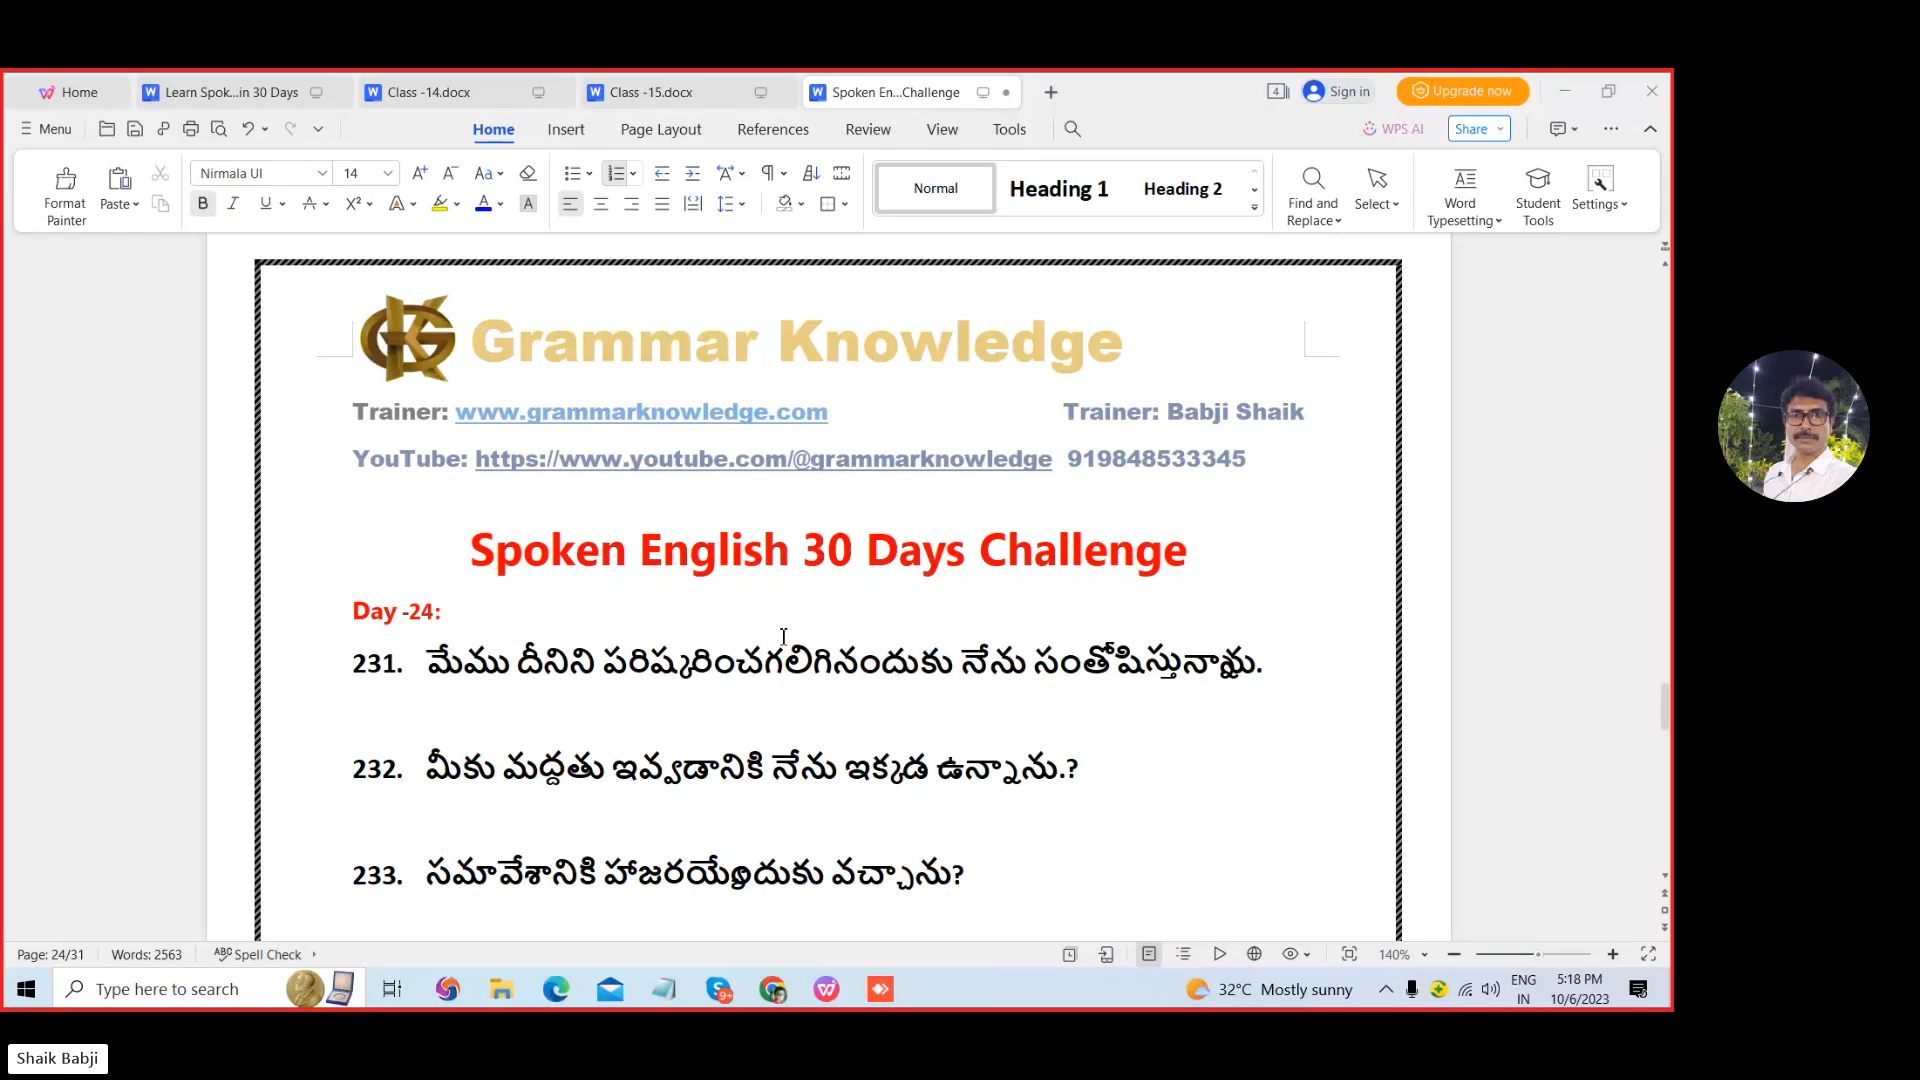 Home Learn Spok...in 30 Days Class -14.docx Class -15.docx Spoken En...Challenge 4 Sign in Upgrade now
Menu Home Insert Page Layout References Review View Tools WPS AI Share
Nirmala UI 14 Normal Heading 1 Heading 2
Format Painter Paste Find and Replace Select Word Typesetting Student Tools Settings
Grammar Knowledge
Trainer: www.grammarknowledge.com Trainer: Babji Shaik
YouTube: https://www.youtube.com/@grammarknowledge 919848533345
Spoken English 30 Days Challenge
Day -24:
231. మేము దీనిని పరిష్కరించగలిగినందుకు నేను సంతోషిస్తున్నాను.
232. మీకు మద్దతు ఇవ్వడానికి నేను ఇక్కడ ఉన్నాను.?
233. సమావేశానికి హాజరయ్యేందుకు వచ్చాను?
Page: 24/31 Words: 2563 Spell Check 140%
Type here to search 9+ 32°C Mostly sunny ENG IN 5:18 PM 10/6/2023
Shaik Babji